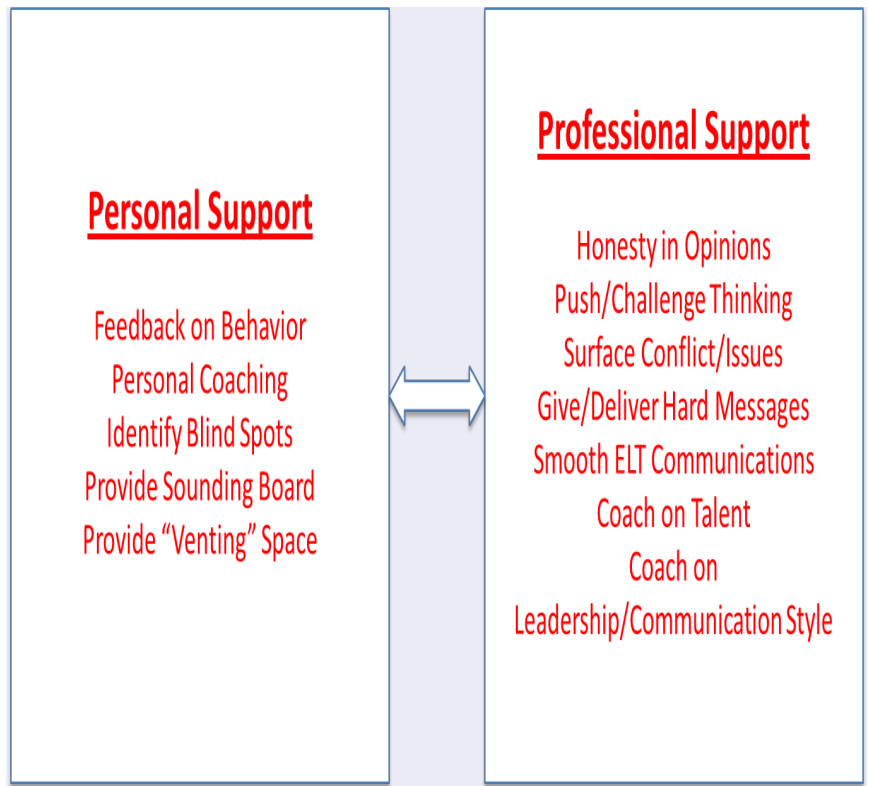 Personal Support
Feedback on Behavior
Personal Coaching
Identify Blind Spots
Provide Sounding Board
Provide “Venting” Space
Professional Support
Honesty in Opinions
Push/Challenge Thinking
Surface Conflict/Issues
Give/Deliver Hard Messages
Smooth ELT Communications
Coach on Talent
Coach on
Leadership/Communication Style